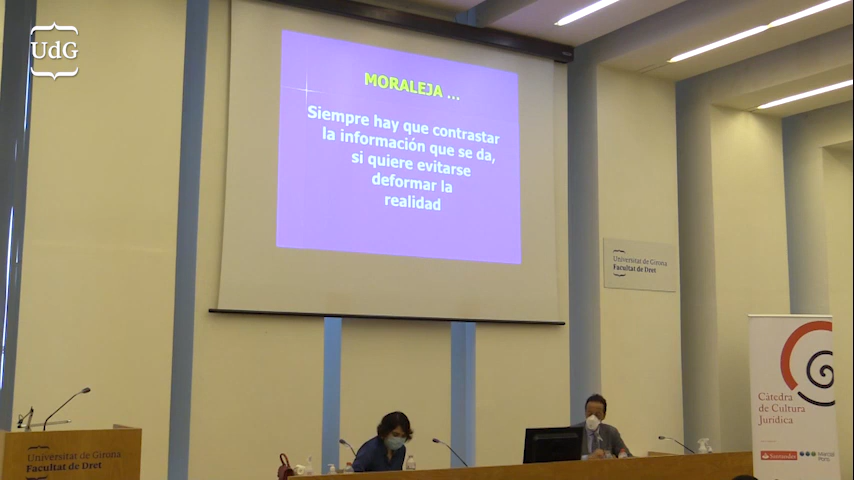 UdG
MORALEJA ...
Siempre hay que contrastar
la información que se da,
si quiere evitarse
deformar la
realidad
Universitat de Girona
Facultat de Dret
Càtedra
de Cultura
Jurídica
Santander
Universitat de Girona
Facultat de Dret